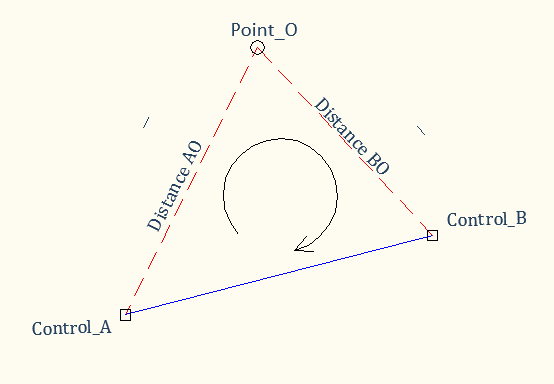 Point_O
Distance AO
Distance BO
Control_B
Control_A